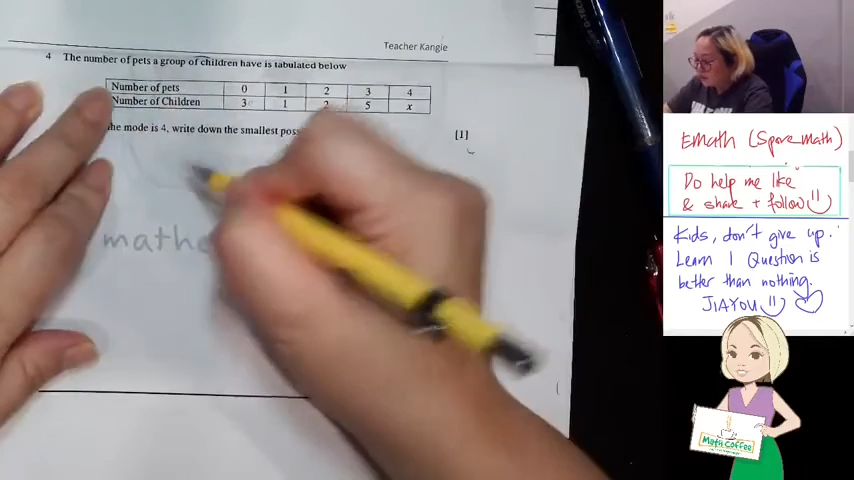 Teacher Kangie
4 The number of pets a group of children have is tabulated below
Number of pets 0 1 2 3 4
Number of Children 3 1 2 5 x
he mode is 4, write down the smallest poss
[1]
mathe
Emath (Spore math)
Do help me like
& share + follow
Kids, don't give up.
Learn 1 Question is
better than nothing.
JIAYOU
Math Coffee